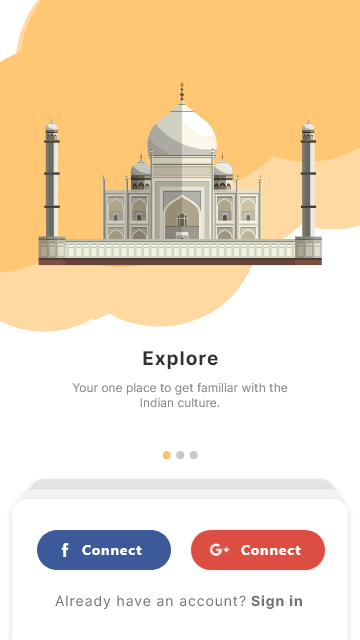 Explore
Your one place to get familiar with the
Indian culture.
f Connect
G+ Connect
Already have an account? Sign in